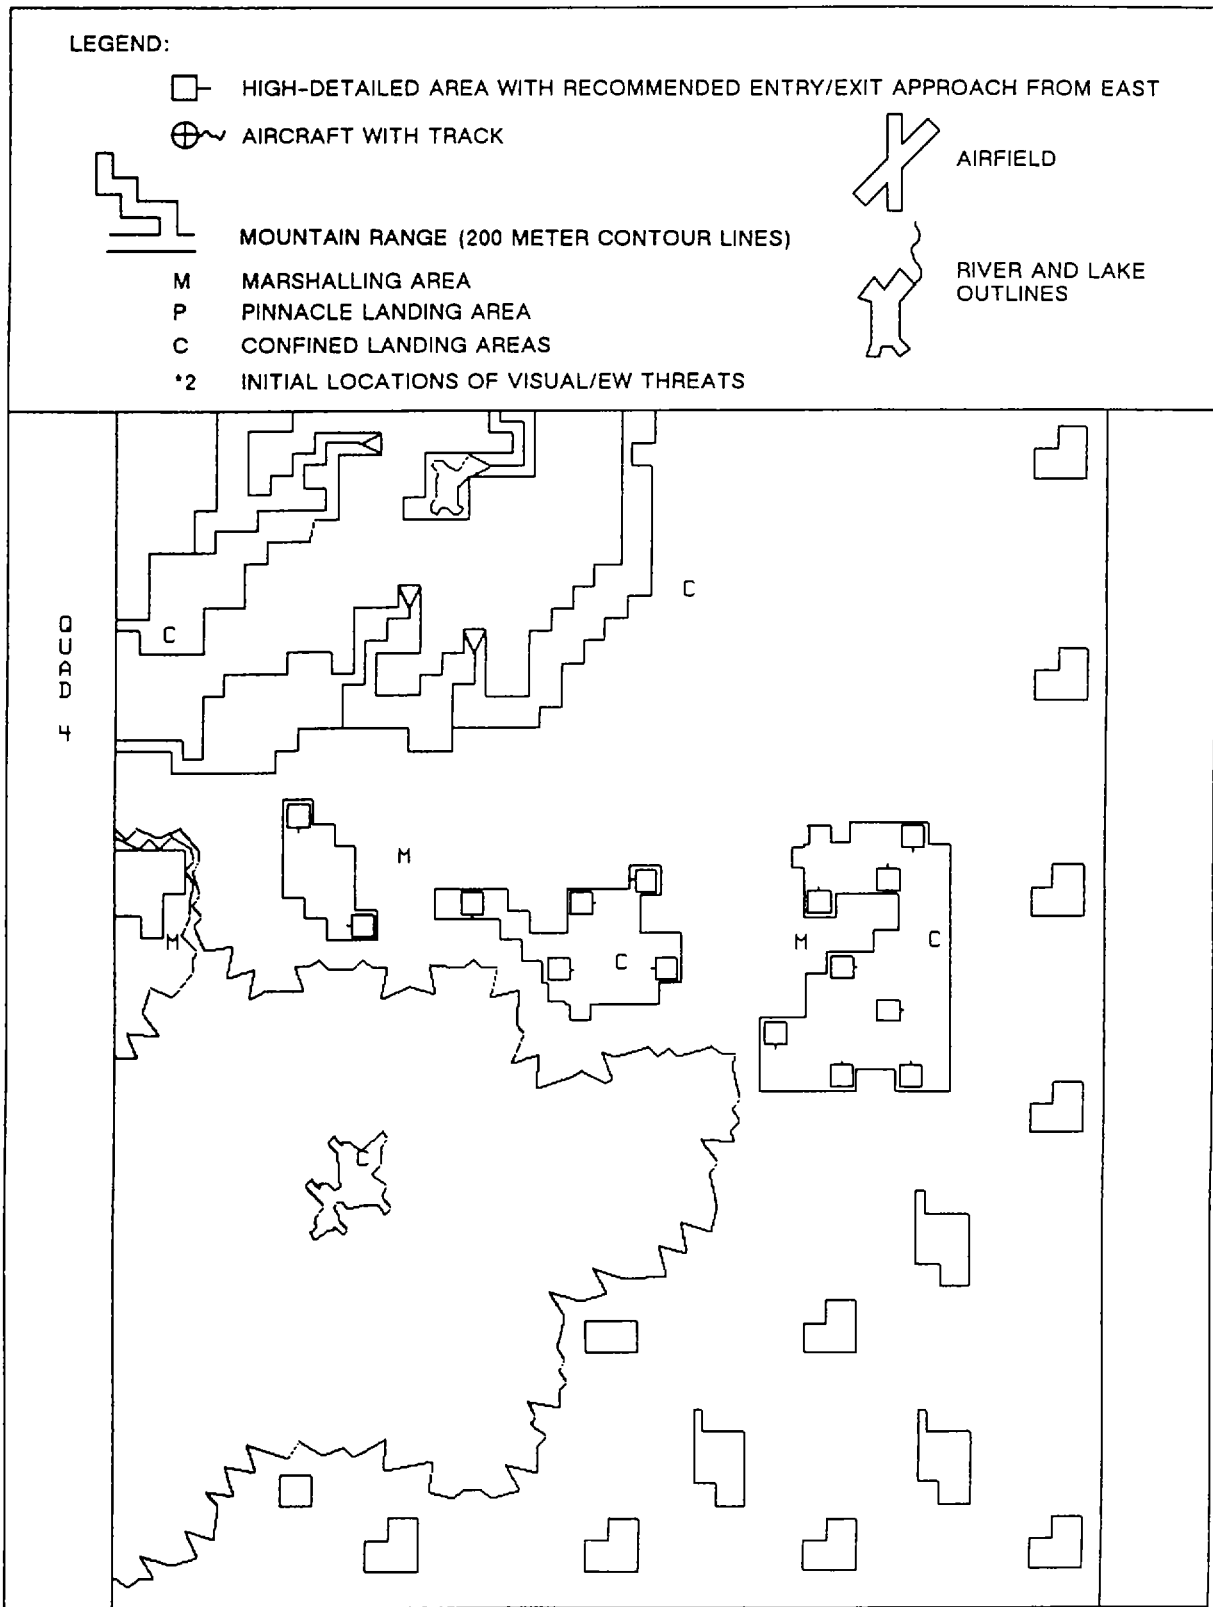 LEGEND:
HIGH-DETAILED AREA WITH RECOMMENDED ENTRY/EXIT APPROACH FROM EAST
AIRCRAFT WITH TRACK
AIRFIELD
MOUNTAIN RANGE (200 METER CONTOUR LINES)
M MARSHALLING AREA
P PINNACLE LANDING AREA
C CONFINED LANDING AREAS
*2 INITIAL LOCATIONS OF VISUAL/EW THREATS
RIVER AND LAKE
OUTLINES
QUAD 4
C
C
M
M
M
C
C
C